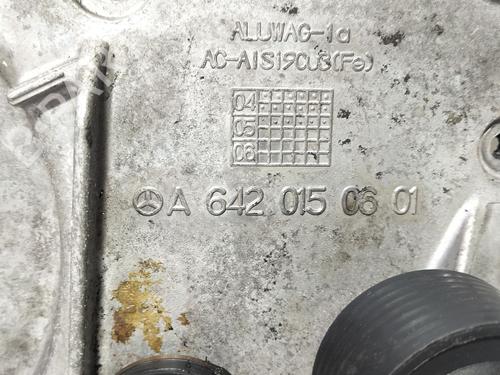 ALUWAG-1a
AC-AlSi9Cu3(Fe)
04
05
06
A 642 015 06 01